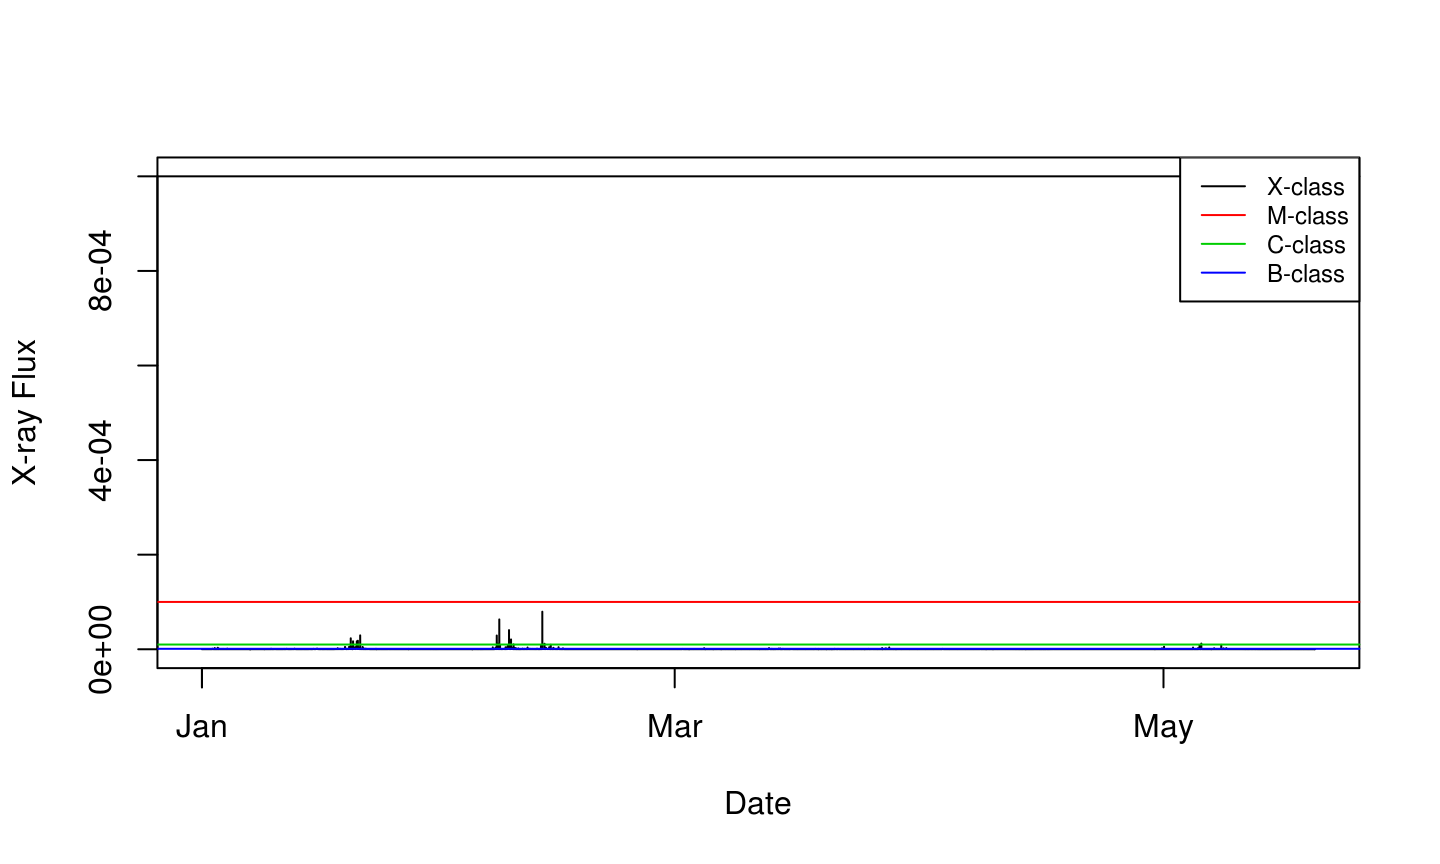 X-class
M-class
C-class
B-class
8e-04
4e-04
0e+00
X-ray Flux
Jan
Mar
May
Date